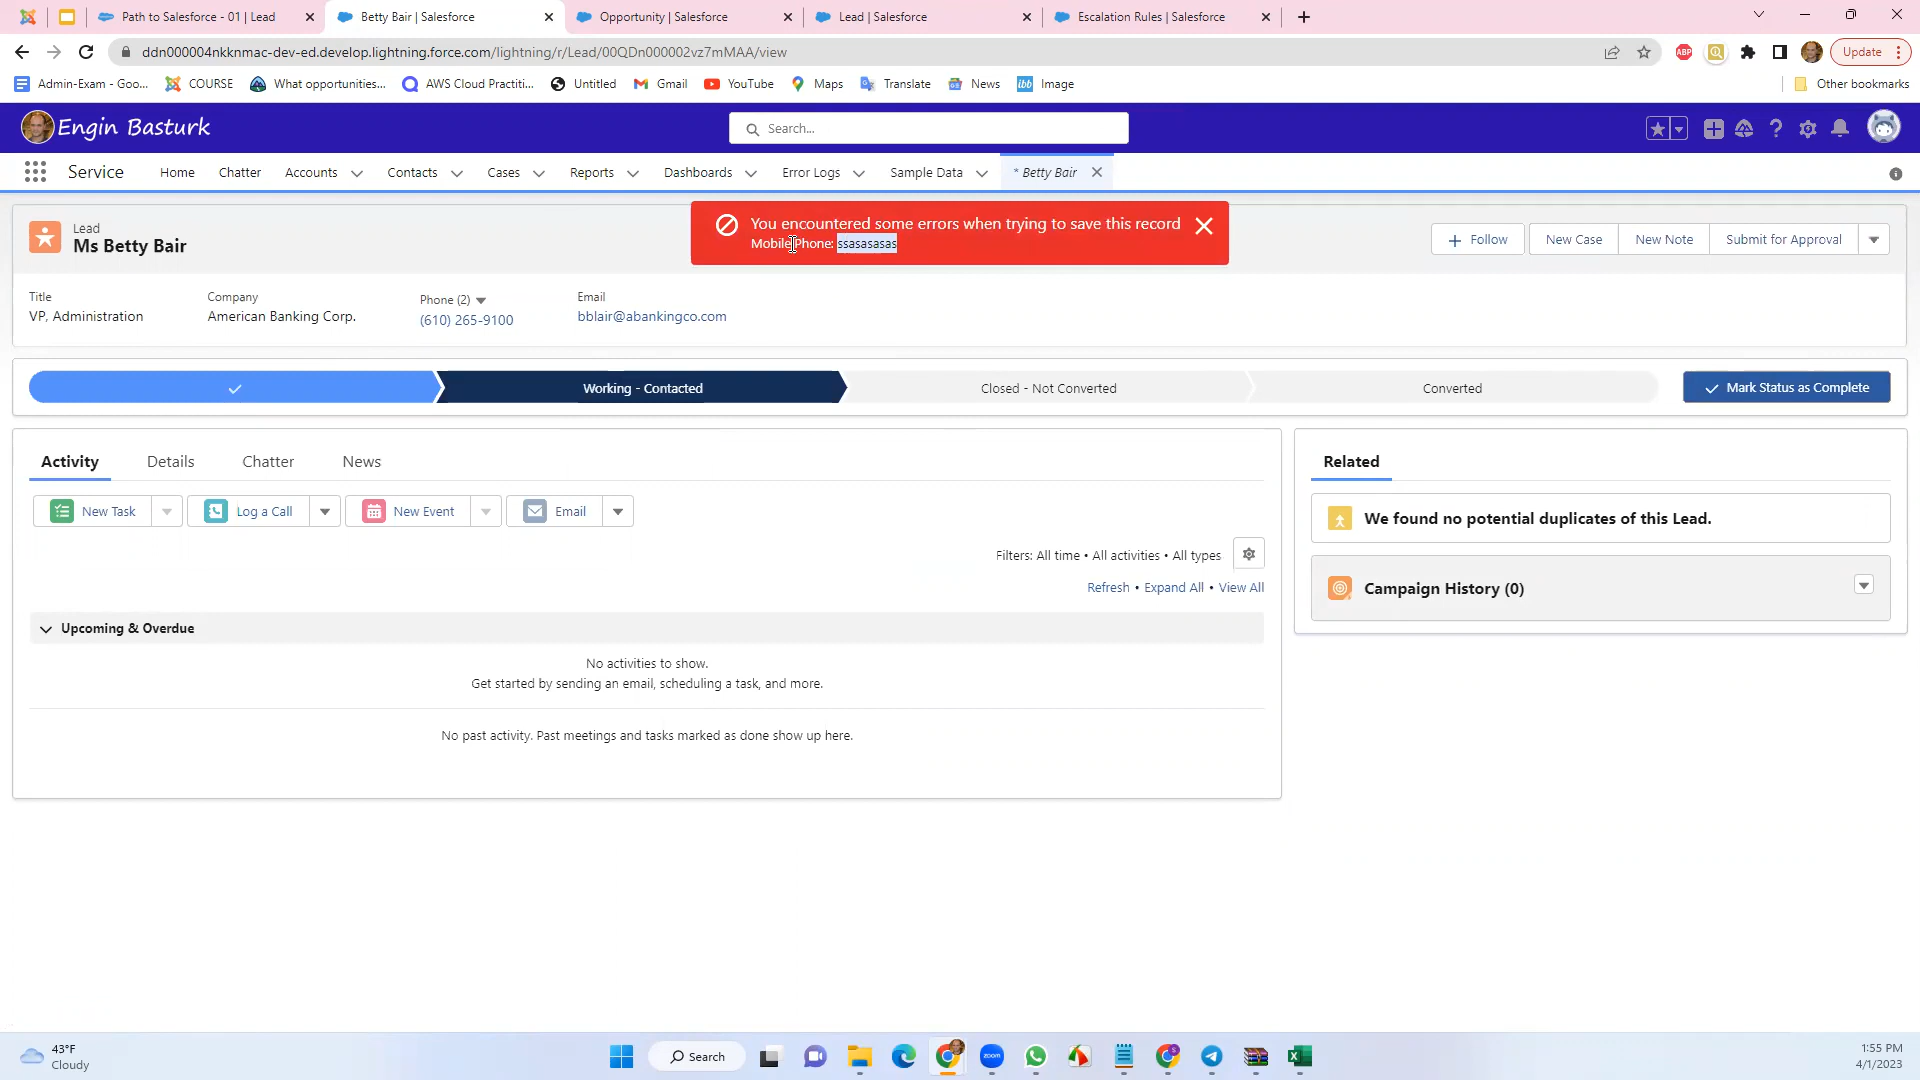 Path to Salesforce - 01 | Lead
Betty Bair | Salesforce
Opportunity | Salesforce
Lead | Salesforce
Escalation Rules | Salesforce
ddn000004nkknmac-dev-ed.develop.lightning.force.com/lightning/r/Lead/00QDn000002vz7mMAA/view
ABP
Update
Admin-Exam - Goo...
COURSE
What opportunities...
AWS Cloud Practiti...
Untitled
Gmail
YouTube
Maps
Translate
News
ibb
Image
Other bookmarks
Engin Basturk
Search...
Service
Home
Chatter
Accounts
Contacts
Cases
Reports
Dashboards
Error Logs
Sample Data
* Betty Bair
Lead
Ms Betty Bair
You encountered some errors when trying to save this record
Mobile Phone: ssasasasas
Follow
New Case
New Note
Submit for Approval
Title
VP, Administration
Company
American Banking Corp.
Phone (2)
(610) 265-9100
Email
bblair@abankingco.com
Working - Contacted
Closed - Not Converted
Converted
Mark Status as Complete
Activity
Details
Chatter
News
Related
New Task
Log a Call
New Event
Email
We found no potential duplicates of this Lead.
Filters: All time • All activities • All types
Refresh • Expand All • View All
Campaign History (0)
Upcoming & Overdue
No activities to show.
Get started by sending an email, scheduling a task, and more.
No past activity. Past meetings and tasks marked as done show up here.
43°F
Cloudy
Search
zoom
1:55 PM
4/1/2023